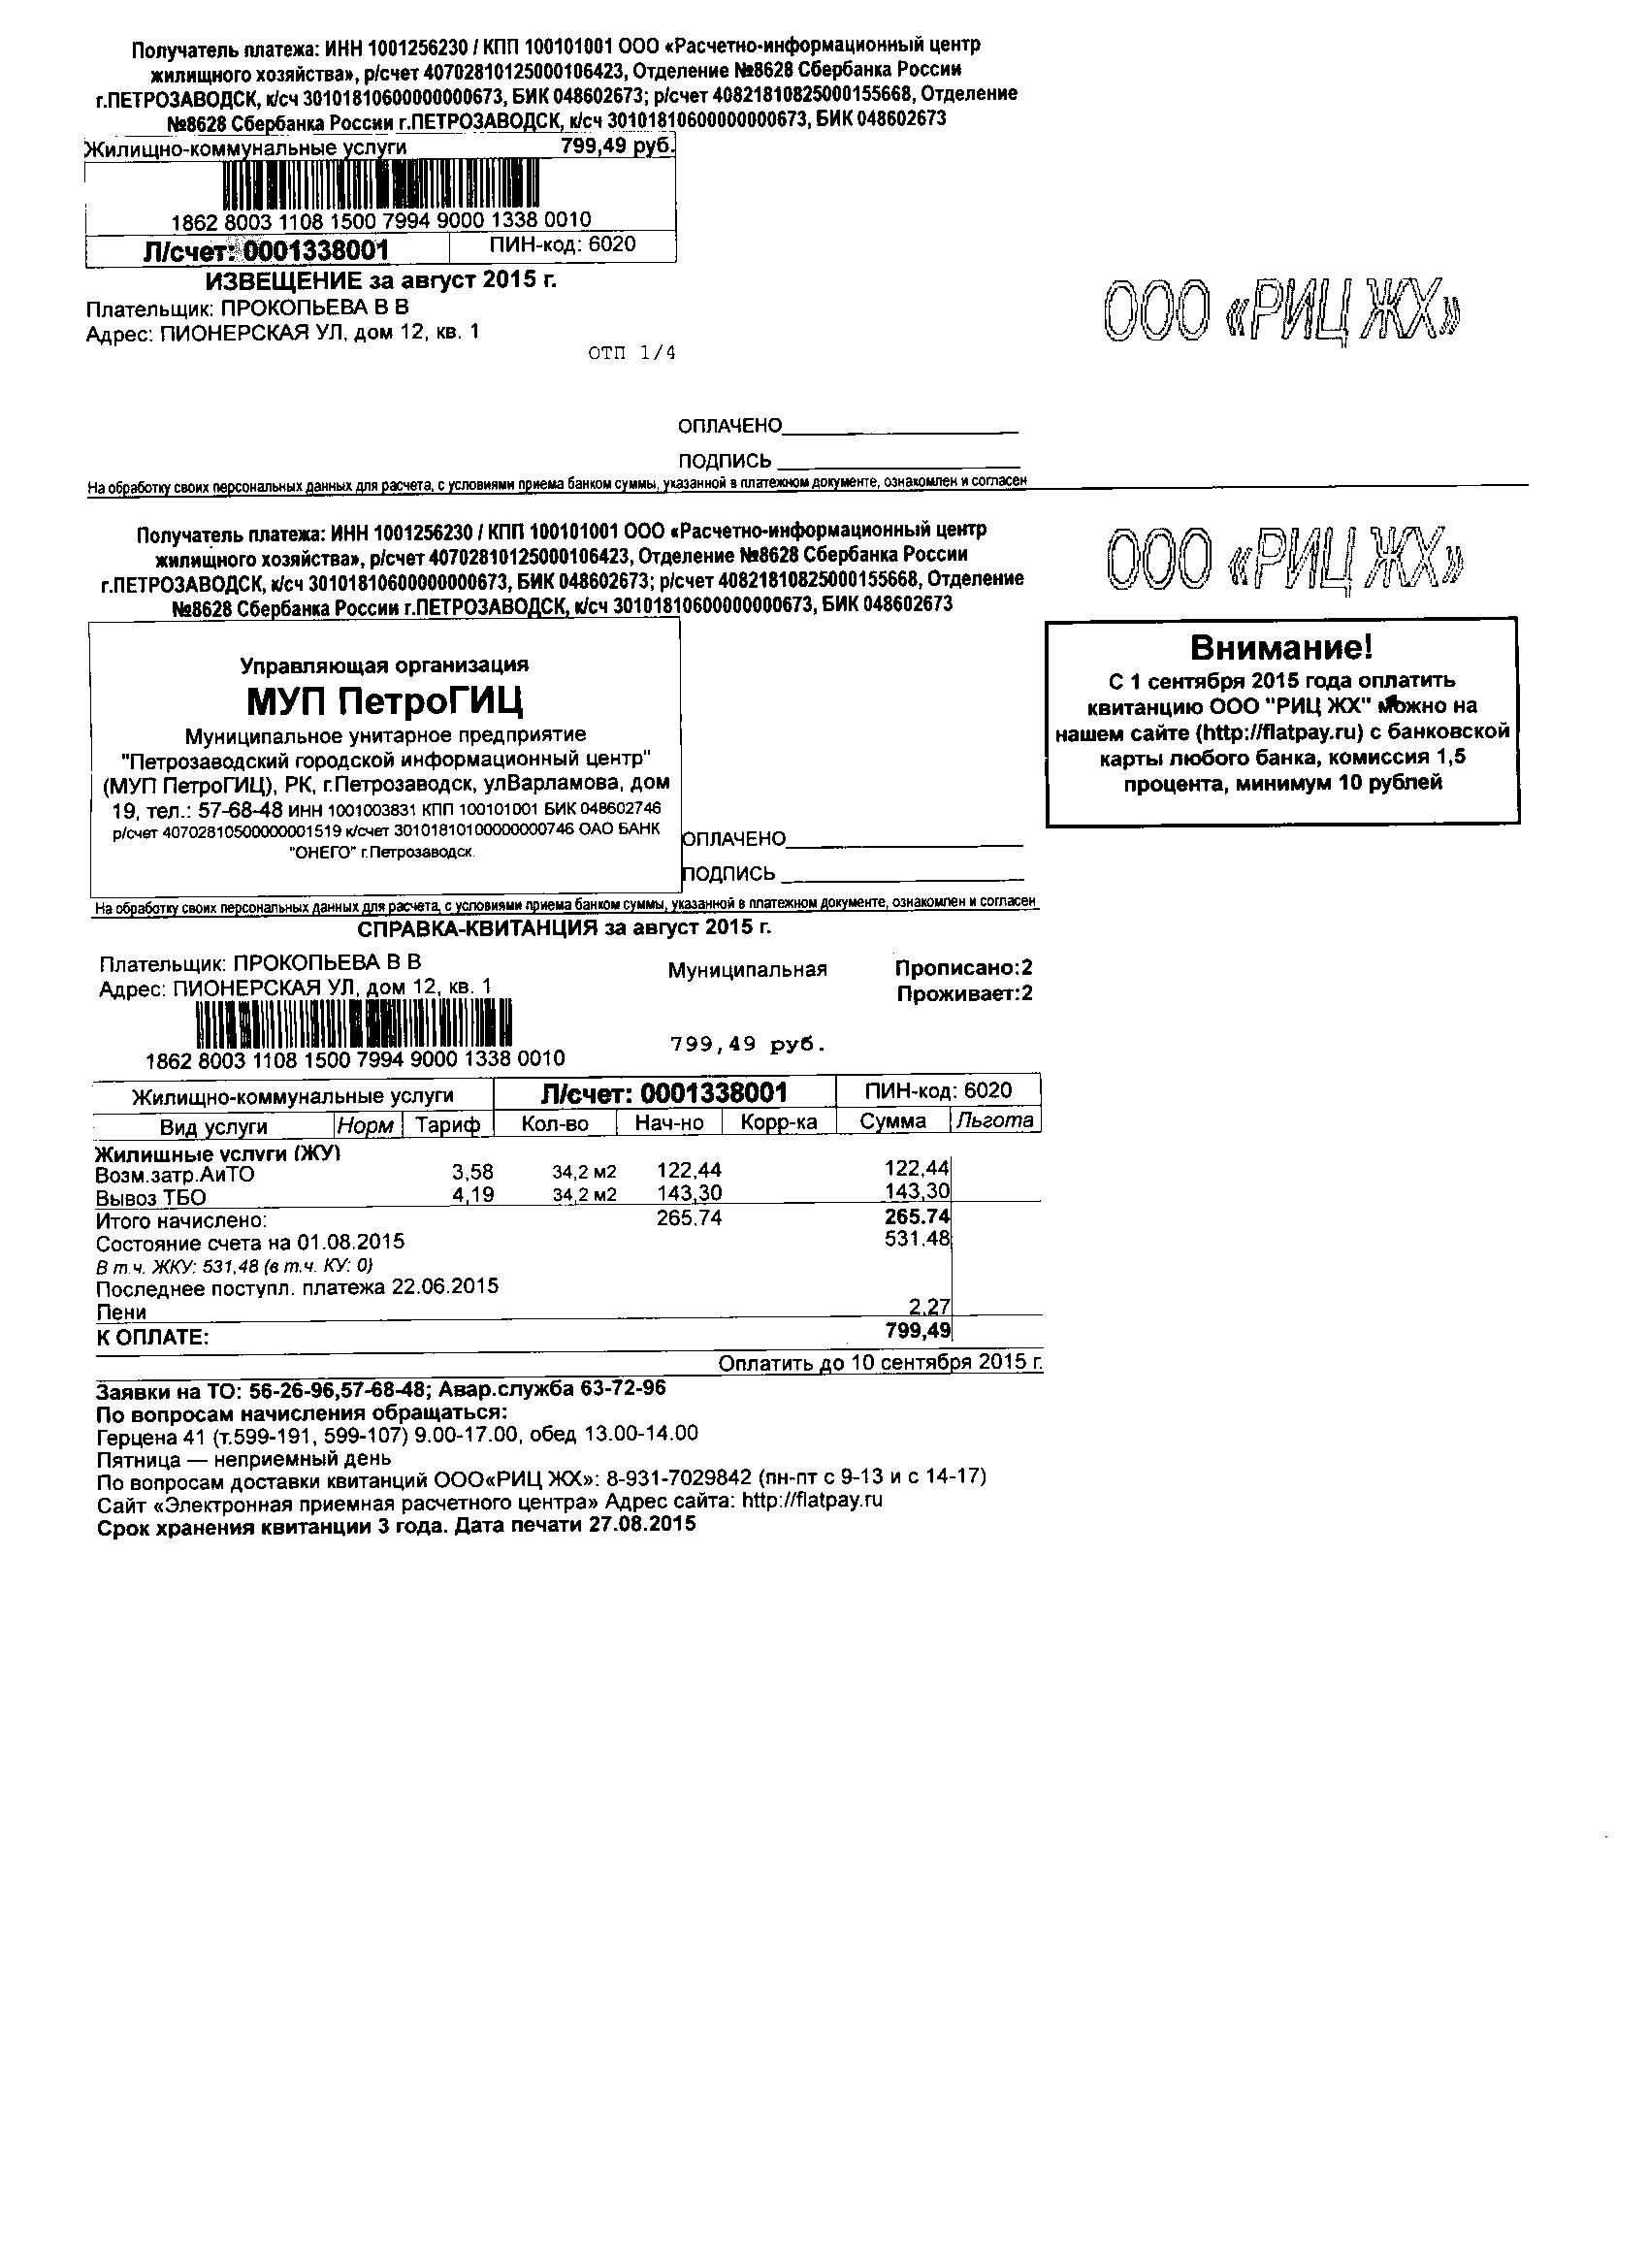 Получатель платежа: ИНН 1001256230 / КПП 100101001 ООО «Расчетно-информационный центр
жилищного хозяйства», р/счет 40702810125000106423, Отделение №8628 Сбербанка России
г.ПЕТРОЗАВОДСК, к/сч 30101810600000000673, БИК 048602673; р/счет 40821810825000155668, Отделение
№8628 Сбербанка России г.ПЕТРОЗАВОДСК, к/сч 30101810600000000673, БИК 048602673
Жилищно-коммунальные услуги 799,49 руб.
1862 8003 1108 1500 7994 9000 1338 0010
Л/счет: 0001338001 ПИН-код: 6020
ИЗВЕЩЕНИЕ за август 2015 г.
Плательщик: ПРОКОПЬЕВА В В
Адрес: ПИОНЕРСКАЯ УЛ, дом 12, кв. 1
ООО «РИЦ ЖХ»
ОТП 1/4
ОПЛАЧЕНО
ПОДПИСЬ
На обработку своих персональных данных для расчета, с условиями приема банком суммы, указанной в платежном документе, ознакомлен и согласен
Получатель платежа: ИНН 1001256230 / КПП 100101001 ООО «Расчетно-информационный центр
жилищного хозяйства», р/счет 40702810125000106423, Отделение №8628 Сбербанка России
г.ПЕТРОЗАВОДСК, к/сч 30101810600000000673, БИК 048602673; р/счет 40821810825000155668, Отделение
№8628 Сбербанка России г.ПЕТРОЗАВОДСК, к/сч 30101810600000000673, БИК 048602673
ООО «РИЦ ЖХ»
Управляющая организация
МУП ПетроГИЦ
Муниципальное унитарное предприятие
"Петрозаводский городской информационный центр"
(МУП ПетроГИЦ), РК, г.Петрозаводск, улВарламова, дом
19, тел.: 57-68-48 ИНН 1001003831 КПП 100101001 БИК 048602746
р/счет 40702810500000001519 к/счет 30101810100000000746 ОАО БАНК
"ОНЕГО" г.Петрозаводск.
Внимание!
С 1 сентября 2015 года оплатить
квитанцию ООО "РИЦ ЖХ" можно на
нашем сайте (http://flatpay.ru) с банковской
карты любого банка, комиссия 1,5
процента, минимум 10 рублей
ОПЛАЧЕНО
ПОДПИСЬ
На обработку своих персональных данных для расчета, с условиями приема банком суммы, указанной в платежном документе, ознакомлен и согласен
СПРАВКА-КВИТАНЦИЯ за август 2015 г.
Плательщик: ПРОКОПЬЕВА В В Муниципальная Прописано:2
Адрес: ПИОНЕРСКАЯ УЛ, дом 12, кв. 1 Проживает:2
799,49 руб.
1862 8003 1108 1500 7994 9000 1338 0010
Жилищно-коммунальные услуги Л/счет: 0001338001 ПИН-код: 6020
Вид услуги Норм Тариф Кол-во Нач-но Корр-ка Сумма Льгота
Жилищные услуги (ЖУ)
Возм.затр.АиТО 3,58 34,2 м2 122,44 122,44
Вывоз ТБО 4,19 34,2 м2 143,30 143,30
Итого начислено: 265.74 265.74
Состояние счета на 01.08.2015 531.48
В т.ч. ЖКУ: 531,48 (в т.ч. КУ: 0)
Последнее поступл. платежа 22.06.2015
Пени 2.27
К ОПЛАТЕ: 799,49
Оплатить до 10 сентября 2015 г.
Заявки на ТО: 56-26-96,57-68-48; Авар.служба 63-72-96
По вопросам начисления обращаться:
Герцена 41 (т.599-191, 599-107) 9.00-17.00, обед 13.00-14.00
Пятница — неприемный день
По вопросам доставки квитанций ООО«РИЦ ЖХ»: 8-931-7029842 (пн-пт с 9-13 и с 14-17)
Сайт «Электронная приемная расчетного центра» Адрес сайта: http://flatpay.ru
Срок хранения квитанции 3 года. Дата печати 27.08.2015